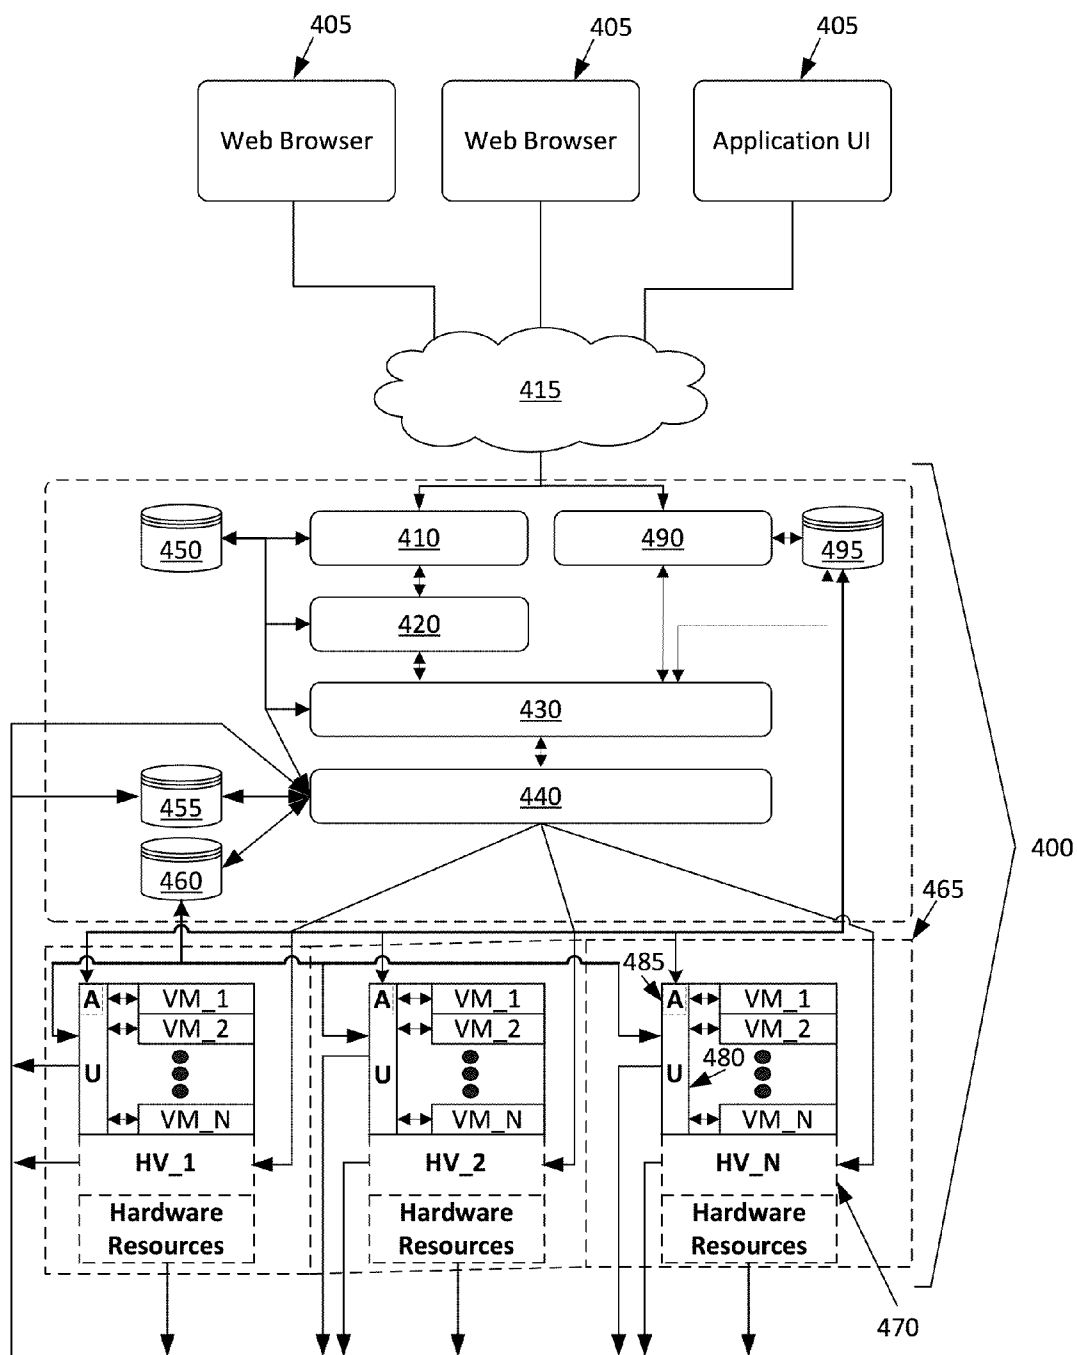 405
405
405
Web Browser
Web Browser
Application UI
415
450
410
490
495
420
430
455
440
460
400
465
485
A
VM_1
A
VM_1
A
VM_1
VM_2
VM_2
VM_2
480
U
U
U
VM_N
VM_N
VM_N
HV_1
HV_2
HV_N
Hardware
Resources
Hardware
Resources
Hardware
Resources
470